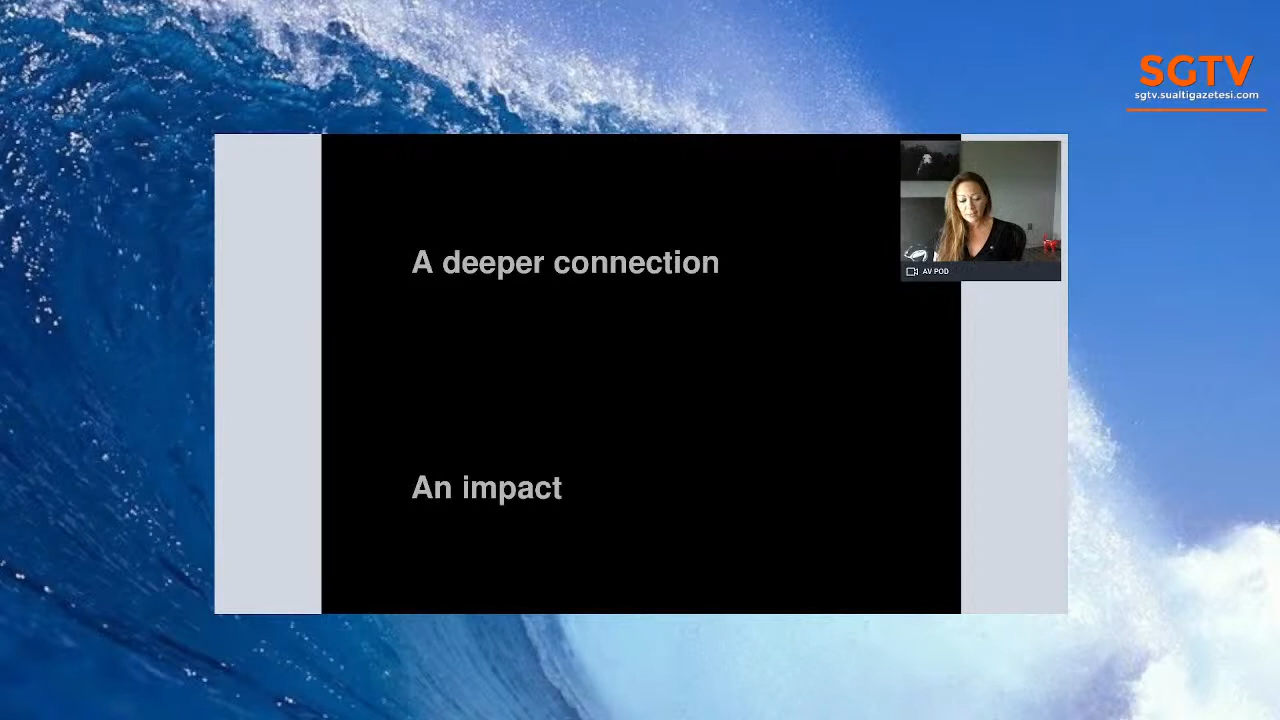 SGTV
sgtv.sualtigazetesi.com
A deeper connection
AV POD
An impact